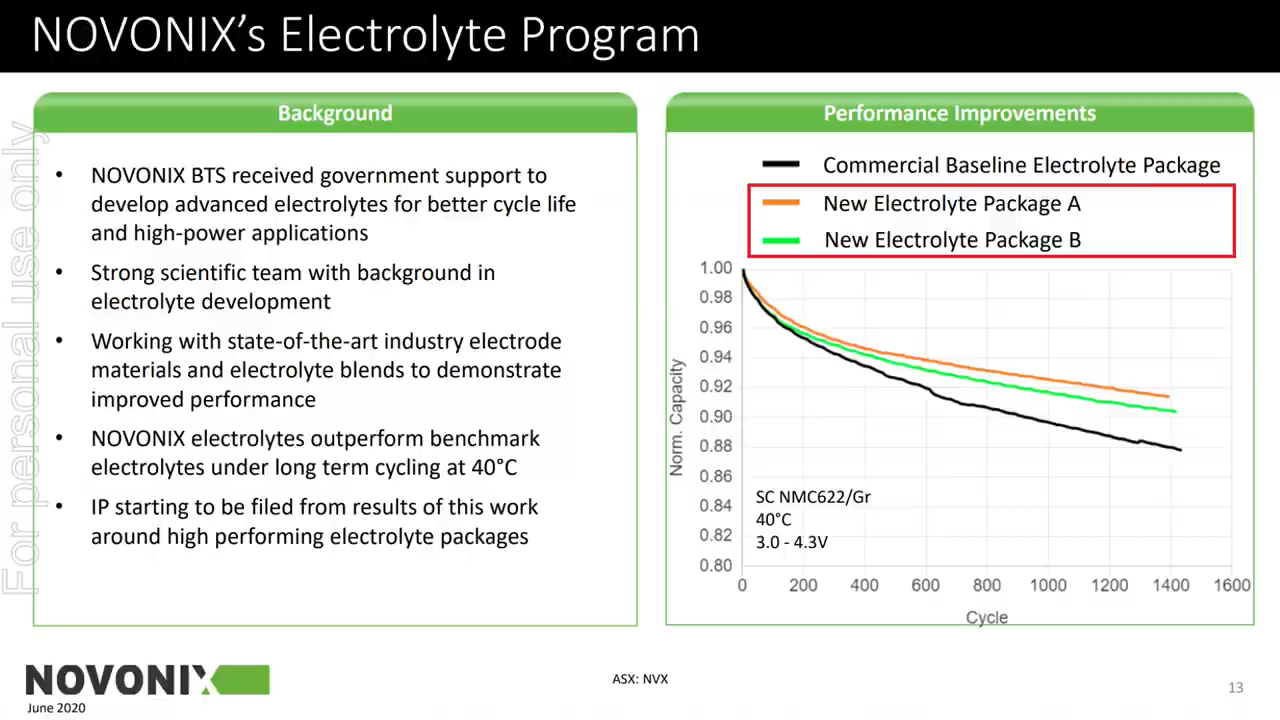 NOVONIX’s Electrolyte Program
For personal use only
Background
• NOVONIX BTS received government support to
develop advanced electrolytes for better cycle life
and high-power applications
• Strong scientific team with background in
electrolyte development
• Working with state-of-the-art industry electrode
materials and electrolyte blends to demonstrate
improved performance
• NOVONIX electrolytes outperform benchmark
electrolytes under long term cycling at 40°C
• IP starting to be filed from results of this work
around high performing electrolyte packages
Performance Improvements
Commercial Baseline Electrolyte Package
New Electrolyte Package A
New Electrolyte Package B
Norm. Capacity
1.00
0.98
0.96
0.94
0.92
0.90
0.88
0.86
0.84
0.82
0.80
SC NMC622/Gr
40°C
3.0 - 4.3V
0 200 400 600 800 1000 1200 1400 1600
Cycle
NOVONIX
June 2020
ASX: NVX
13